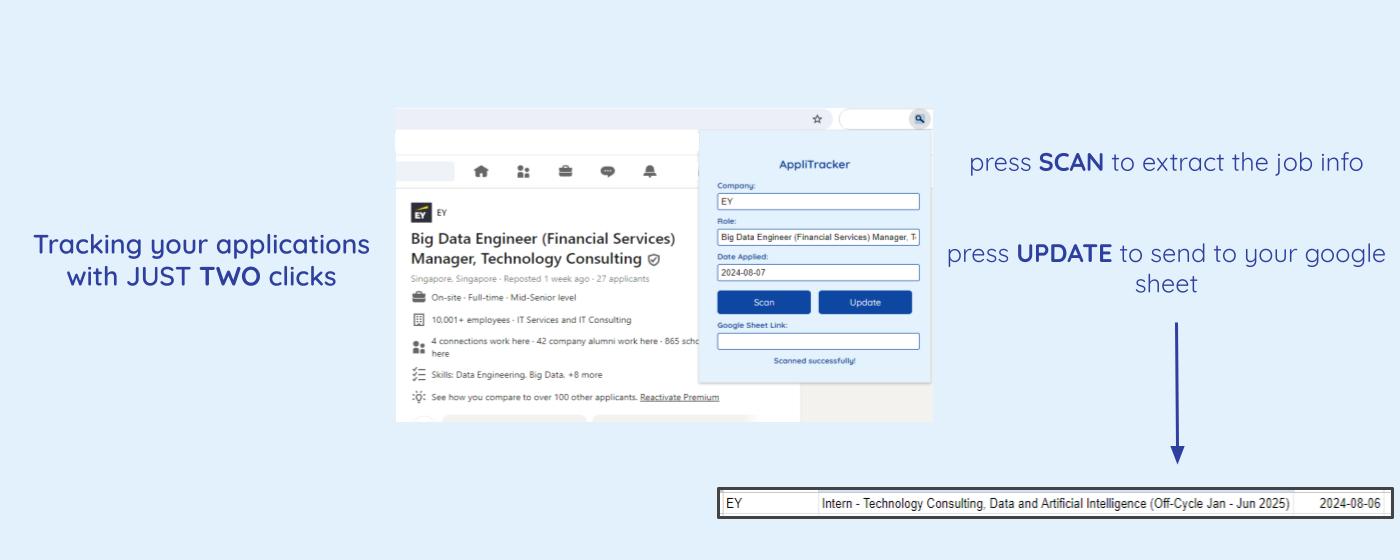 Tracking your applications
with JUST TWO clicks
EY EY
Big Data Engineer (Financial Services)
Manager, Technology Consulting
Singapore, Singapore · Reposted 1 week ago · 27 applicants
On-site · Full-time · Mid-Senior level
10,001+ employees · IT Services and IT Consulting
4 connections work here · 42 company alumni work here · 865 scho
here
Skills: Data Engineering, Big Data, +8 more
See how you compare to over 100 other applicants. Reactivate Premium
AppliTracker
Company:
EY
Role:
Big Data Engineer (Financial Services) Manager, T
Date Applied:
2024-08-07
Scan Update
Google Sheet Link:
Scanned successfully!
press SCAN to extract the job info
press UPDATE to send to your google
sheet
EY Intern - Technology Consulting, Data and Artificial Intelligence (Off-Cycle Jan - Jun 2025) 2024-08-06